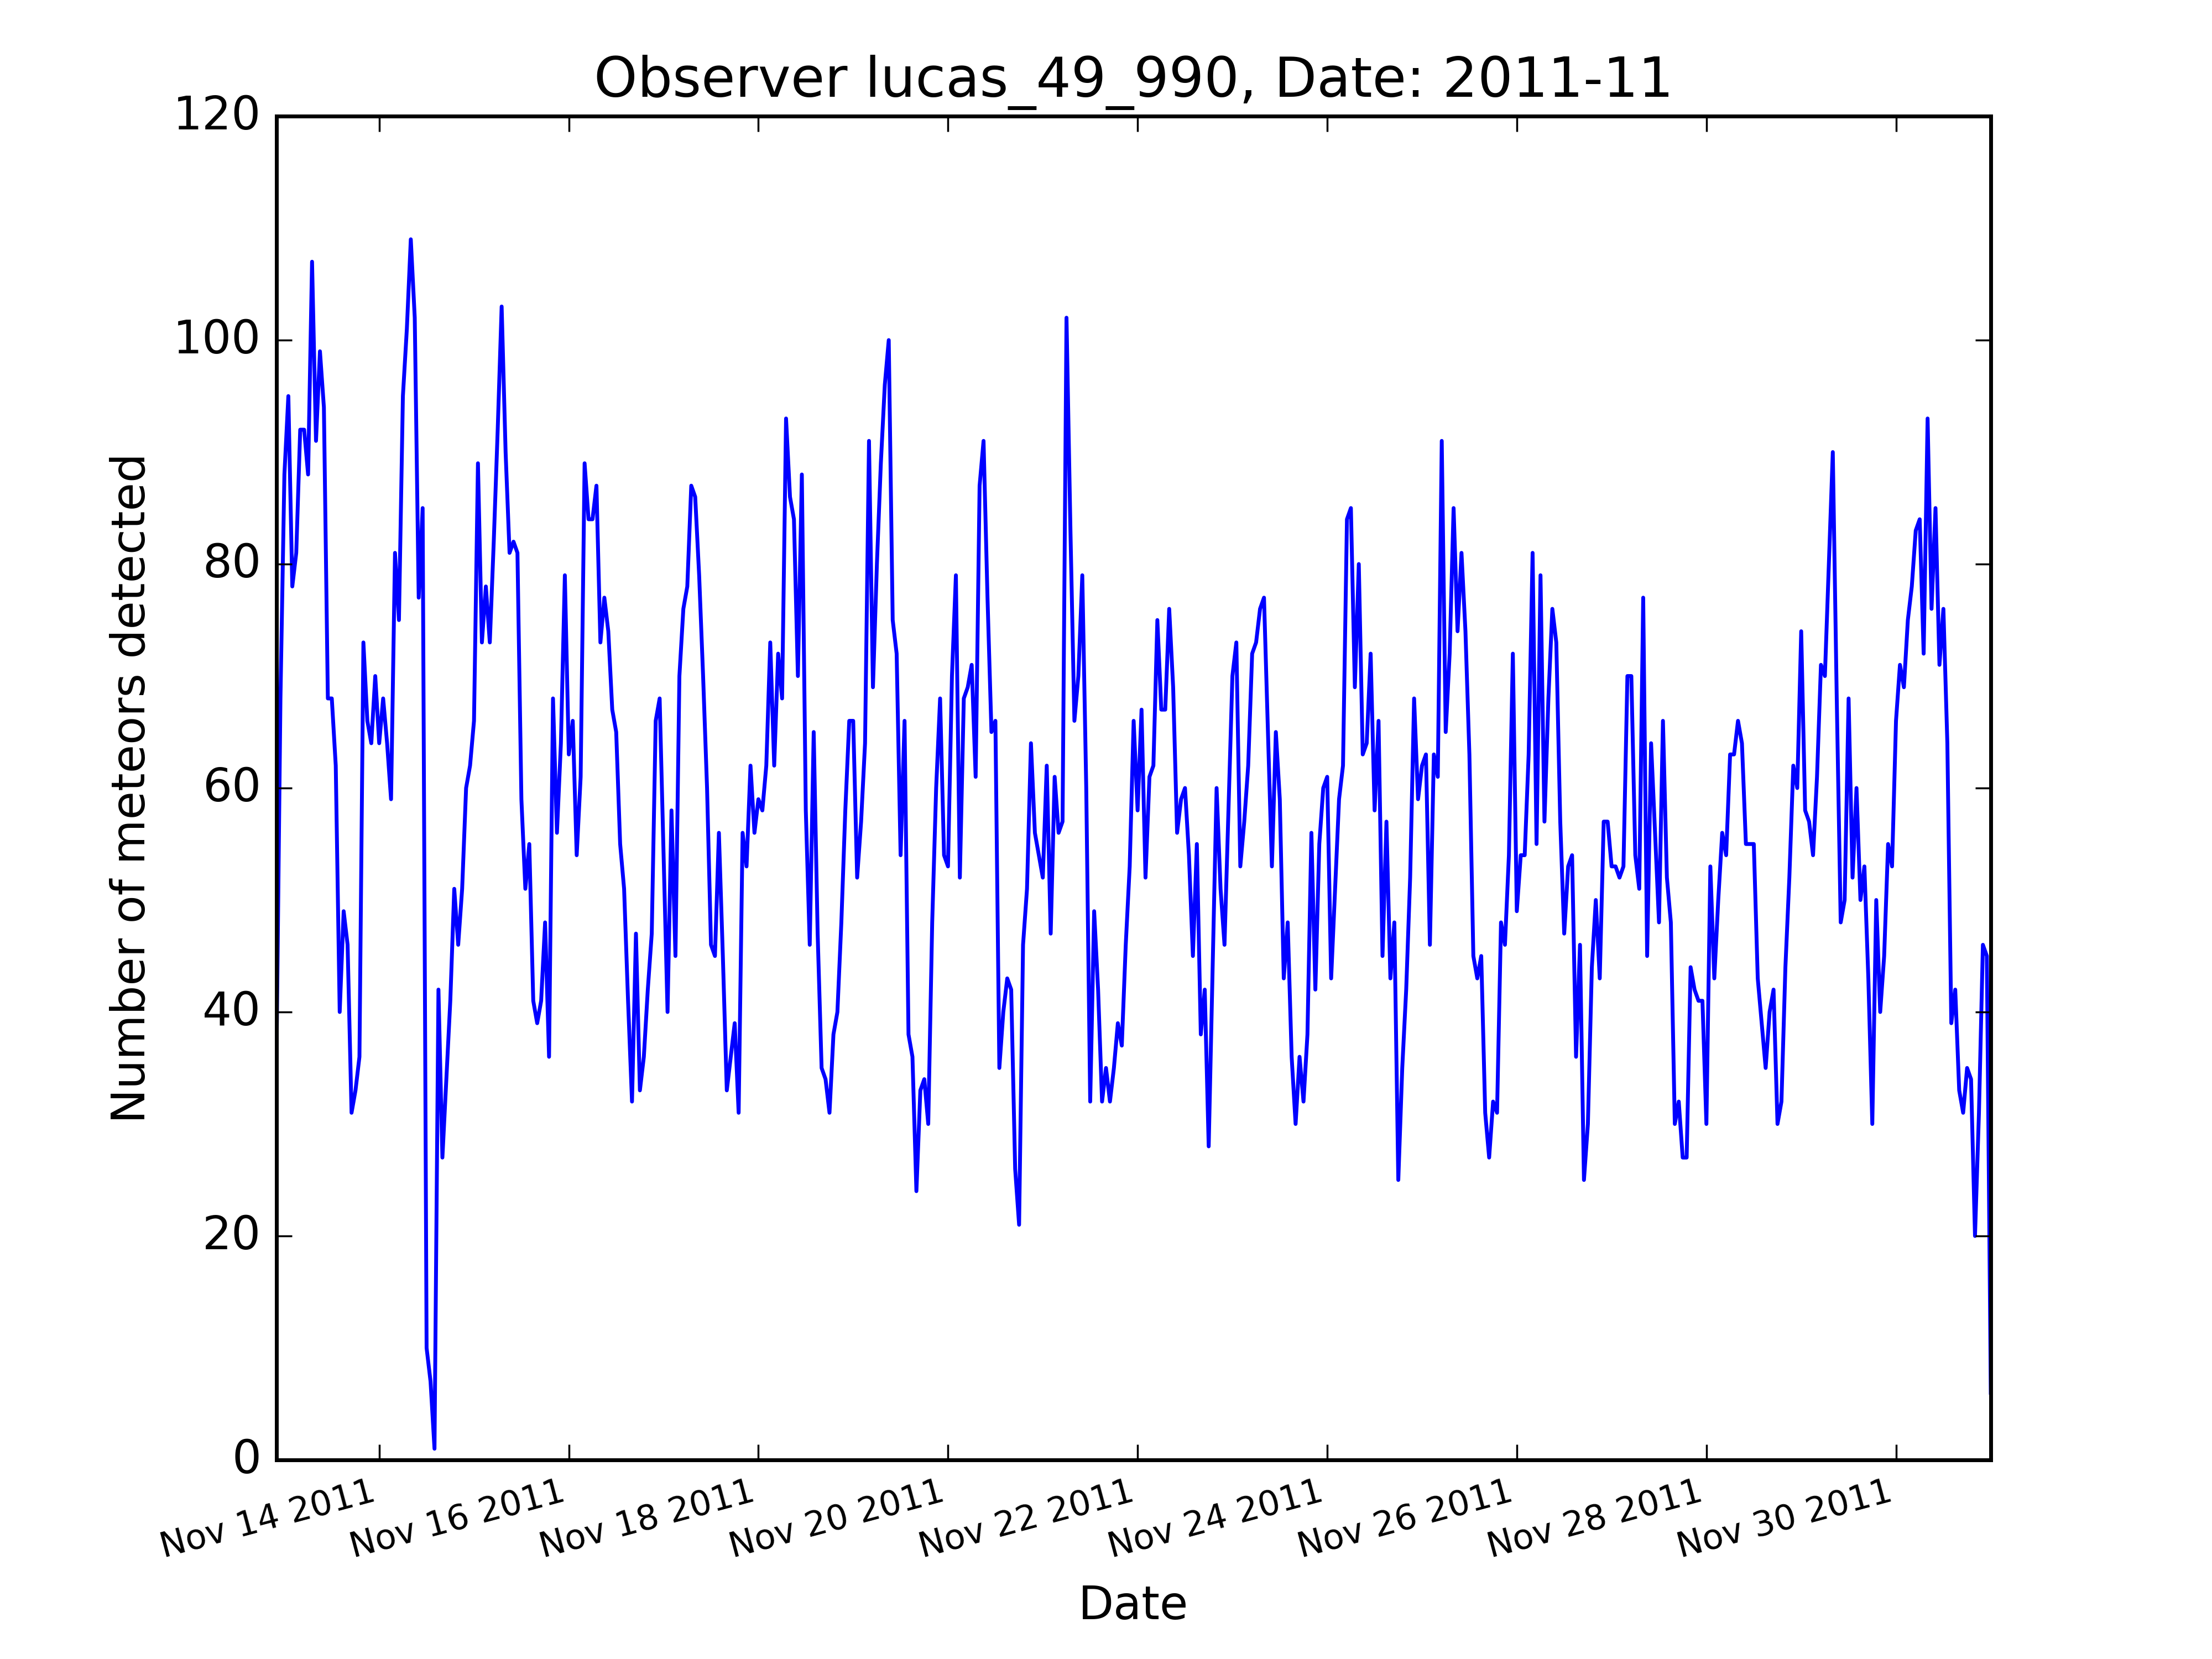 Observer lucas_49_990, Date: 2011-11
120
100
80
60
40
20
0
Number of meteors detected
Nov 14 2011
Nov 16 2011
Nov 18 2011
Nov 20 2011
Nov 22 2011
Nov 24 2011
Nov 26 2011
Nov 28 2011
Nov 30 2011
Date